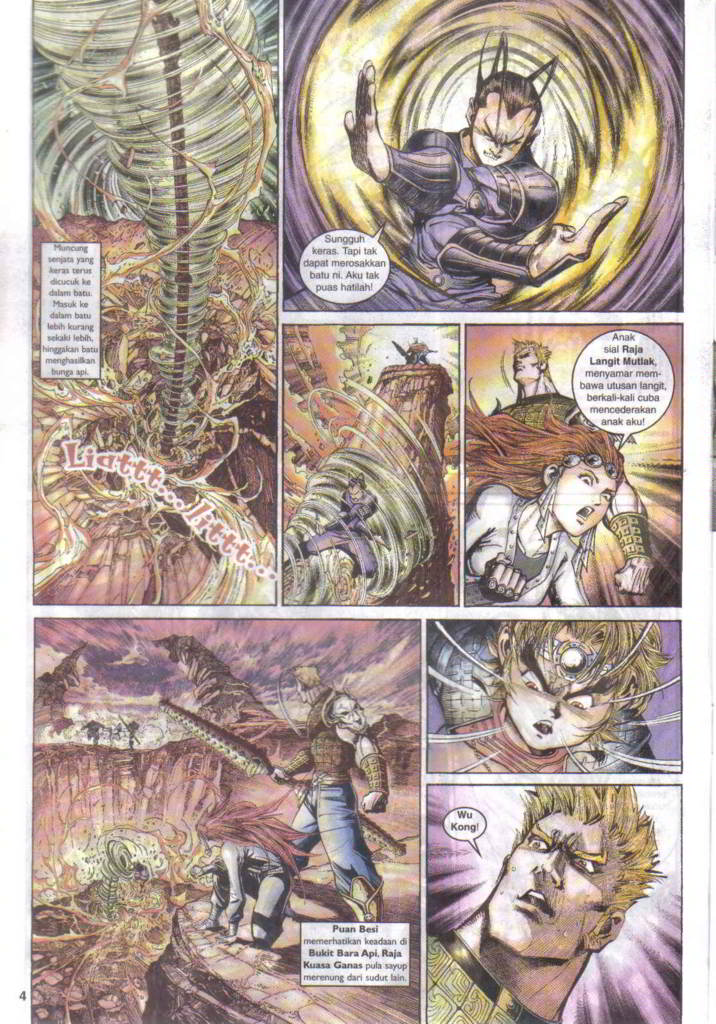 Muncung
senjata yang
keras terus
dicucuk ke
dalam batu.
Masuk ke
dalam batu
lebih kurang
sekaki lebih,
hinggakan batu
menghasilkan
bunga api.
Liatttt... littt...
Sungguh
keras. Tapi tak
dapat merosakkan
batu ni. Aku tak
puas hatilah!
Anak
sial Raja
Langit Mutlak,
menyamar mem-
bawa utusan langit,
berkali-kali cuba
mencederakan
anak aku!
Puan Besi
memerhatikan keadaan di
Bukit Bara Api, Raja
Kuasa Ganas pula sayup
merenung dari sudut lain.
Wu
Kong!
4